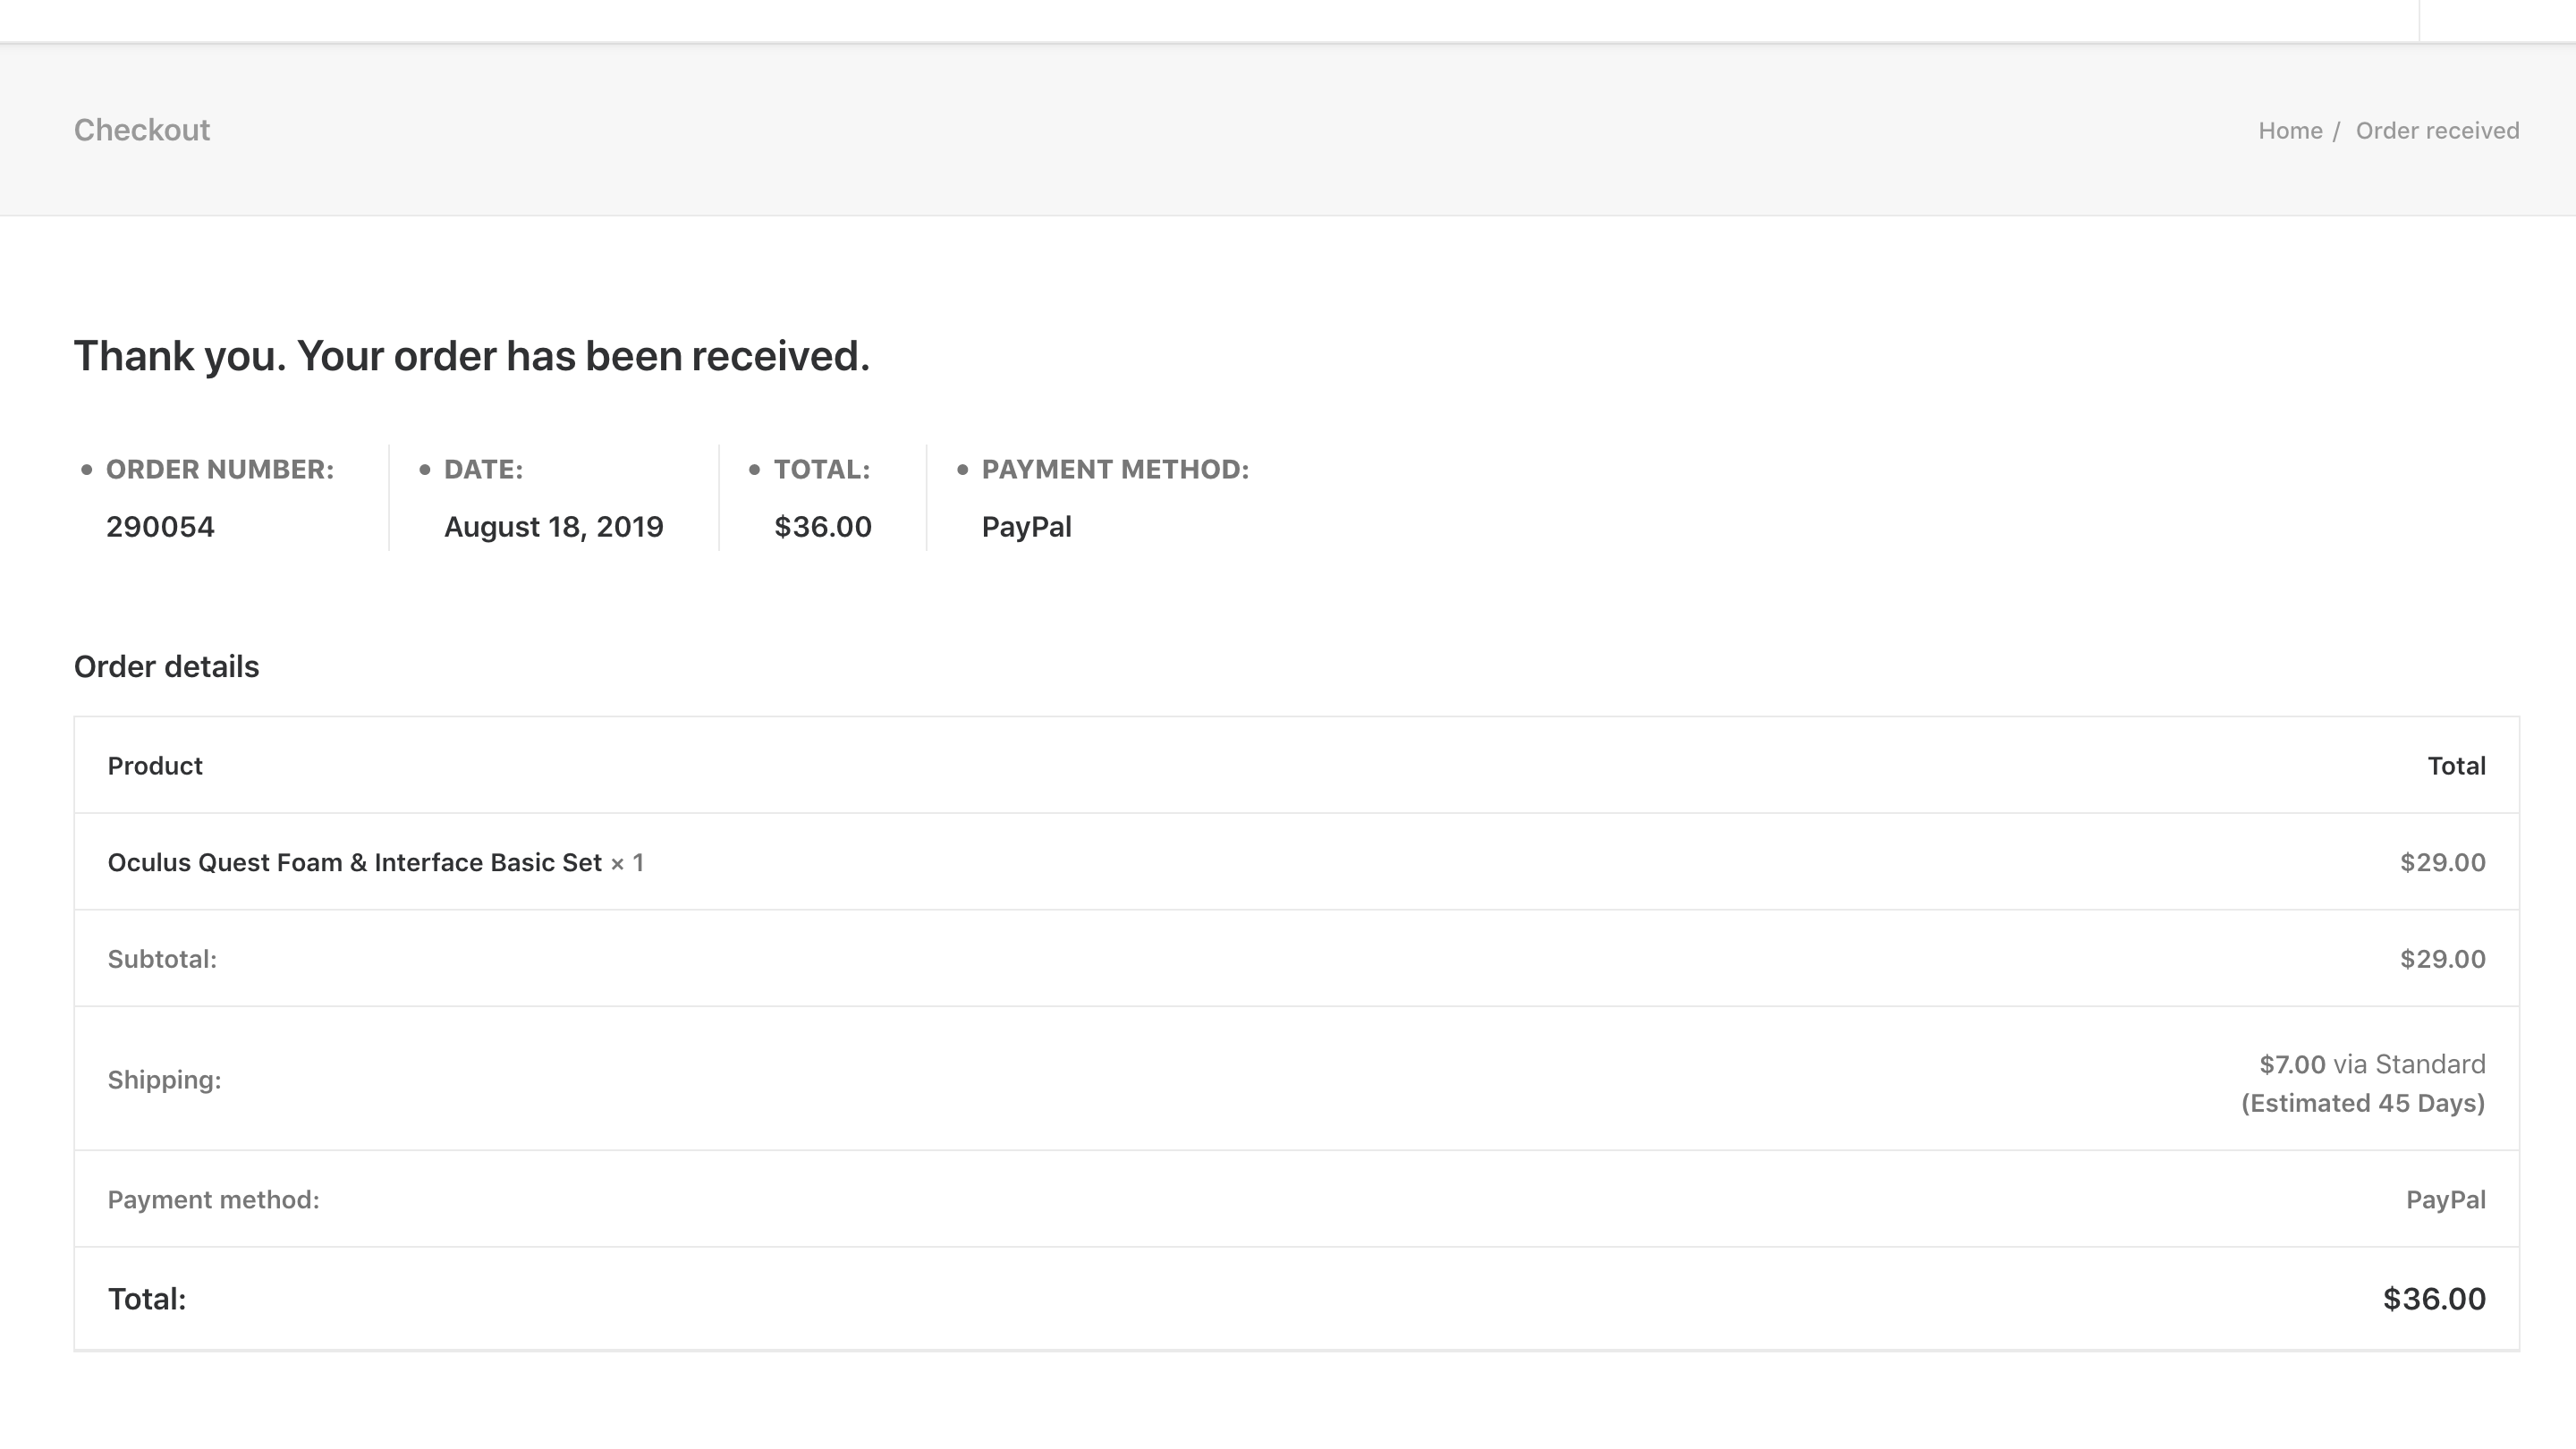 Checkout
Home / Order received
Thank you. Your order has been received.
• ORDER NUMBER:
290054
• DATE:
August 18, 2019
• TOTAL:
$36.00
• PAYMENT METHOD:
PayPal
Order details
Product Total
Oculus Quest Foam & Interface Basic Set × 1 $29.00
Subtotal: $29.00
Shipping: $7.00 via Standard
(Estimated 45 Days)
Payment method: PayPal
Total: $36.00